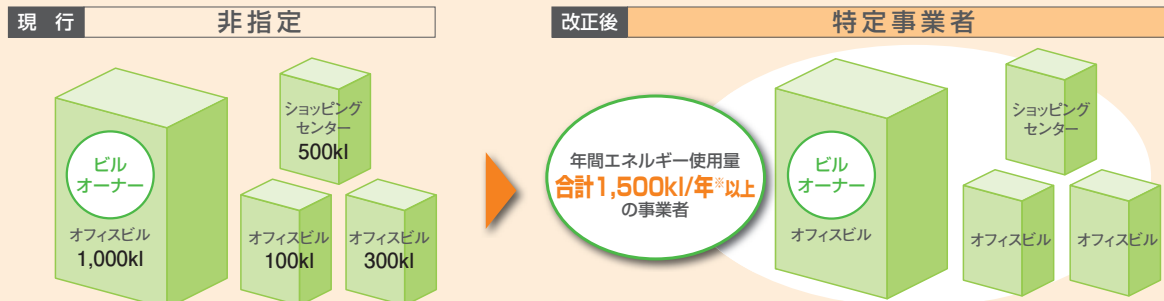 現行
非指定
ビル
オーナー
オフィスビル
1,000kl
ショッピング
センター
500kl
オフィスビル
100kl
オフィスビル
300kl
改正後
特定事業者
年間エネルギー使用量
合計1,500kl/年※以上
の事業者
ビル
オーナー
オフィスビル
ショッピング
センター
オフィスビル
オフィスビル